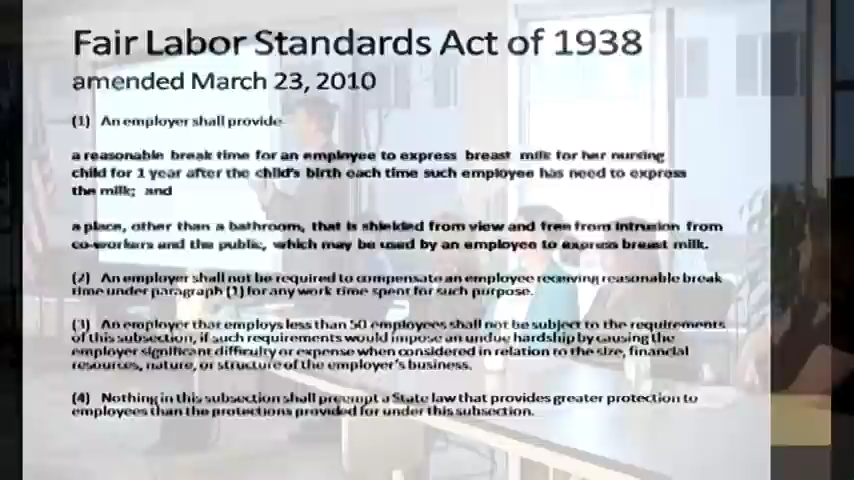 Fair Labor Standards Act of 1938
amended March 23, 2010
(1) An employer shall provide
a reasonable break time for an employee to express breast milk for her nursing
child for 1 year after the child's birth each time such employee has need to express
the milk; and
a place, other than a bathroom, that is shielded from view and free from intrusion from
co-workers and the public, which may be used by an employee to express breast milk.
(2) An employer shall not be required to compensate an employee receiving reasonable break
time under paragraph (1) for any work time spent for such purpose.
(3) An employer that employs less than 50 employees shall not be subject to the requirements
of this subsection, if such requirements would impose an undue hardship by causing the
employer significant difficulty or expense when considered in relation to the size, financial
resources, nature, or structure of the employer's business.
(4) Nothing in this subsection shall preempt a State law that provides greater protection to
employees than the protections provided for under this subsection.